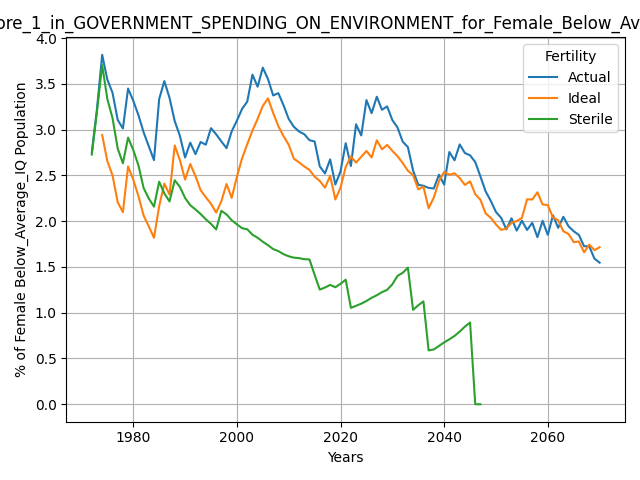 ore_1_in_GOVERNMENT_SPENDING_ON_ENVIRONMENT_for_Female_Below_Av
% of Female Below_Average_IQ Population
4.0
3.5
3.0
2.5
2.0
1.5
1.0
0.5
0.0
Fertility
Actual
Ideal
Sterile
1980
2000
2020
2040
2060
Years